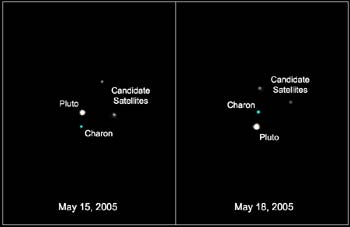 Candidate
Satellites
Pluto
Charon
May 15, 2005
Candidate
Satellites
Charon
Pluto
May 18, 2005